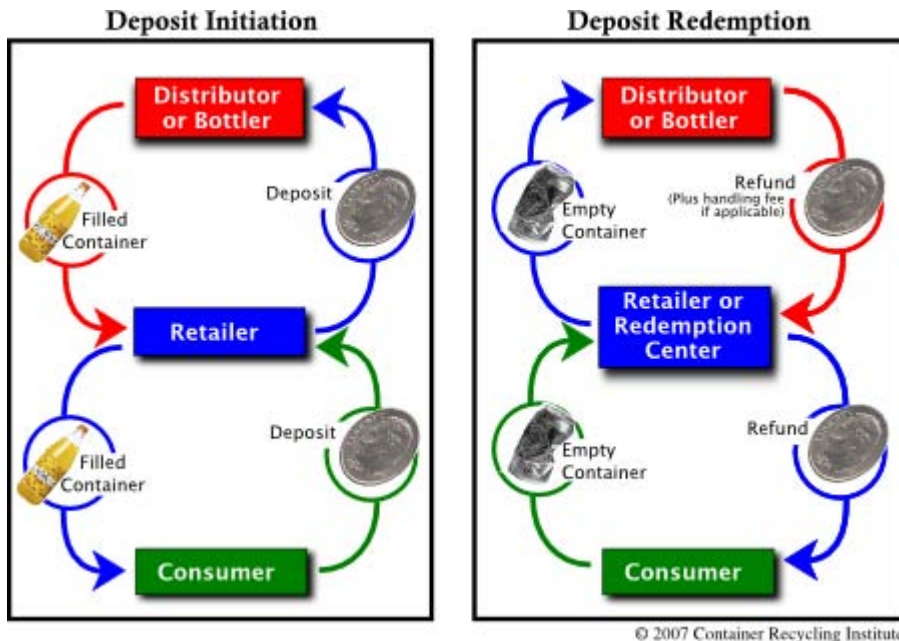 Deposit Initiation
Distributor
or Bottler
Deposit
Filled
Container
Retailer
Deposit
Filled
Container
Consumer
Deposit Redemption
Distributor
or Bottler
Refund
(Plus handling fee
if applicable)
Empty
Container
Retailer or
Redemption
Center
Refund
Empty
Container
Consumer
© 2007 Container Recycling Institute